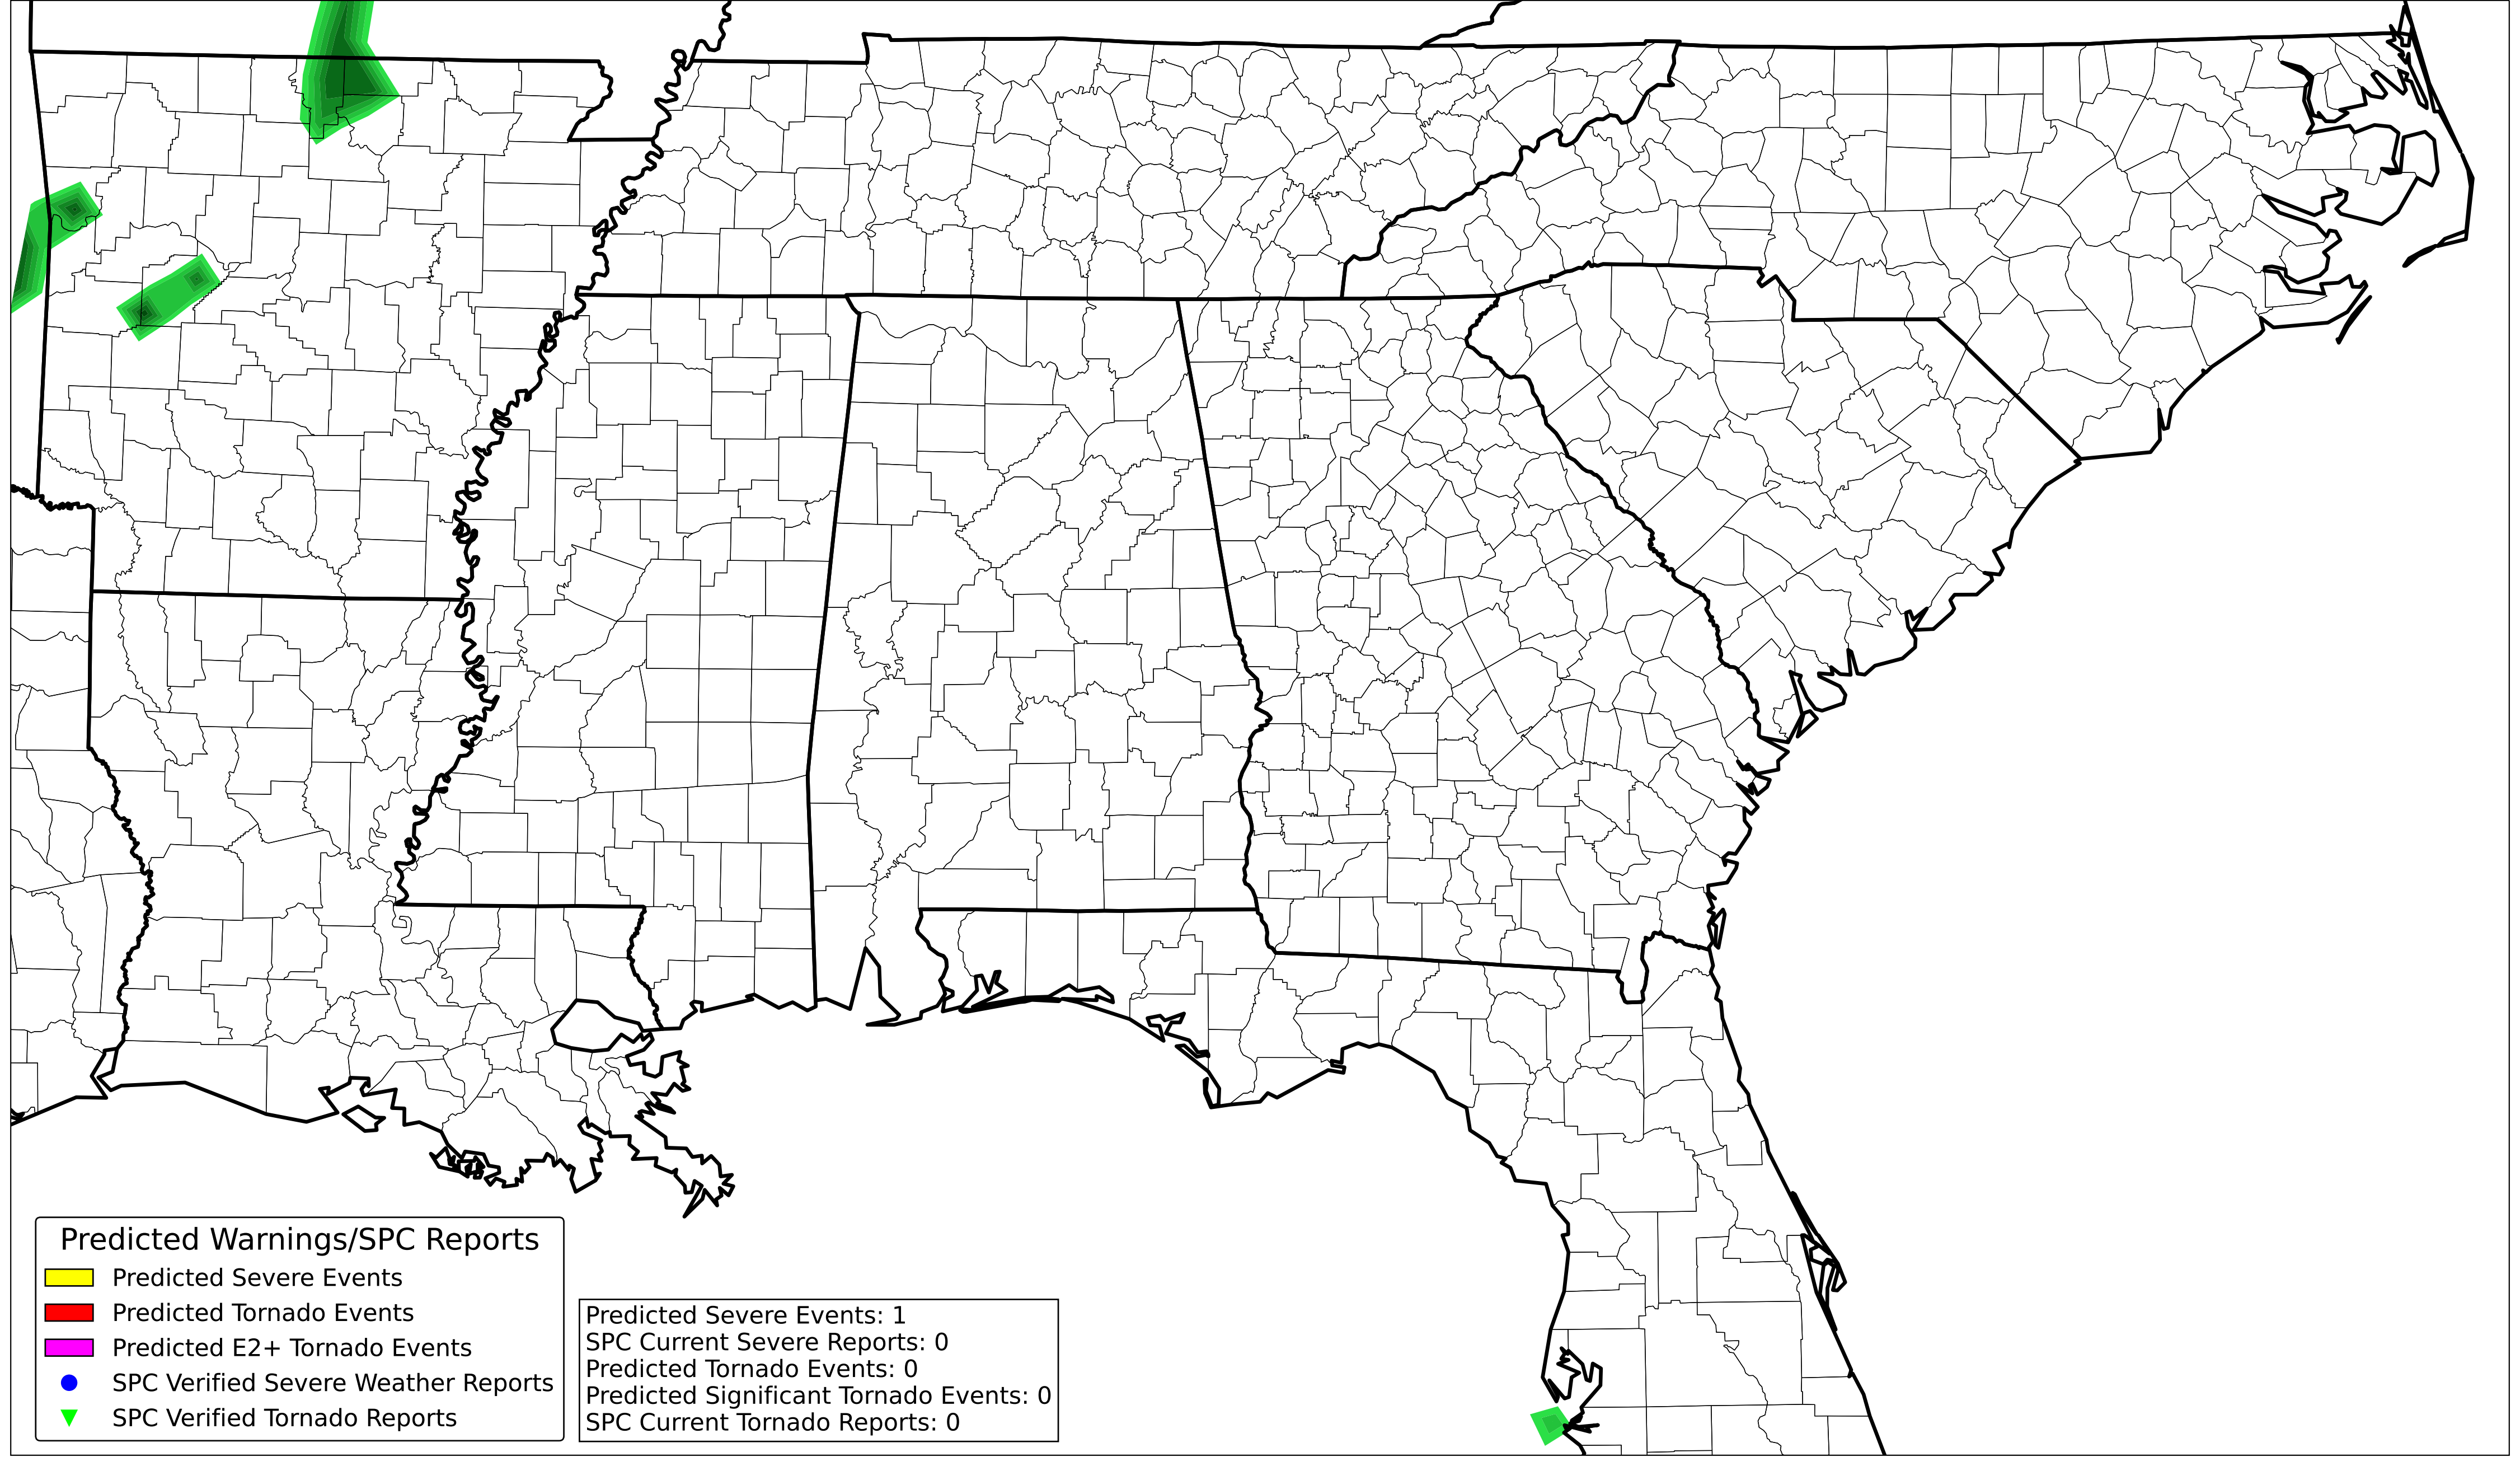 Predicted Warnings/SPC Reports
Predicted Severe Events
Predicted Tornado Events
Predicted E2+ Tornado Events
SPC Verified Severe Weather Reports
SPC Verified Tornado Reports
Predicted Severe Events: 1
SPC Current Severe Reports: 0
Predicted Tornado Events: 0
Predicted Significant Tornado Events: 0
SPC Current Tornado Reports: 0